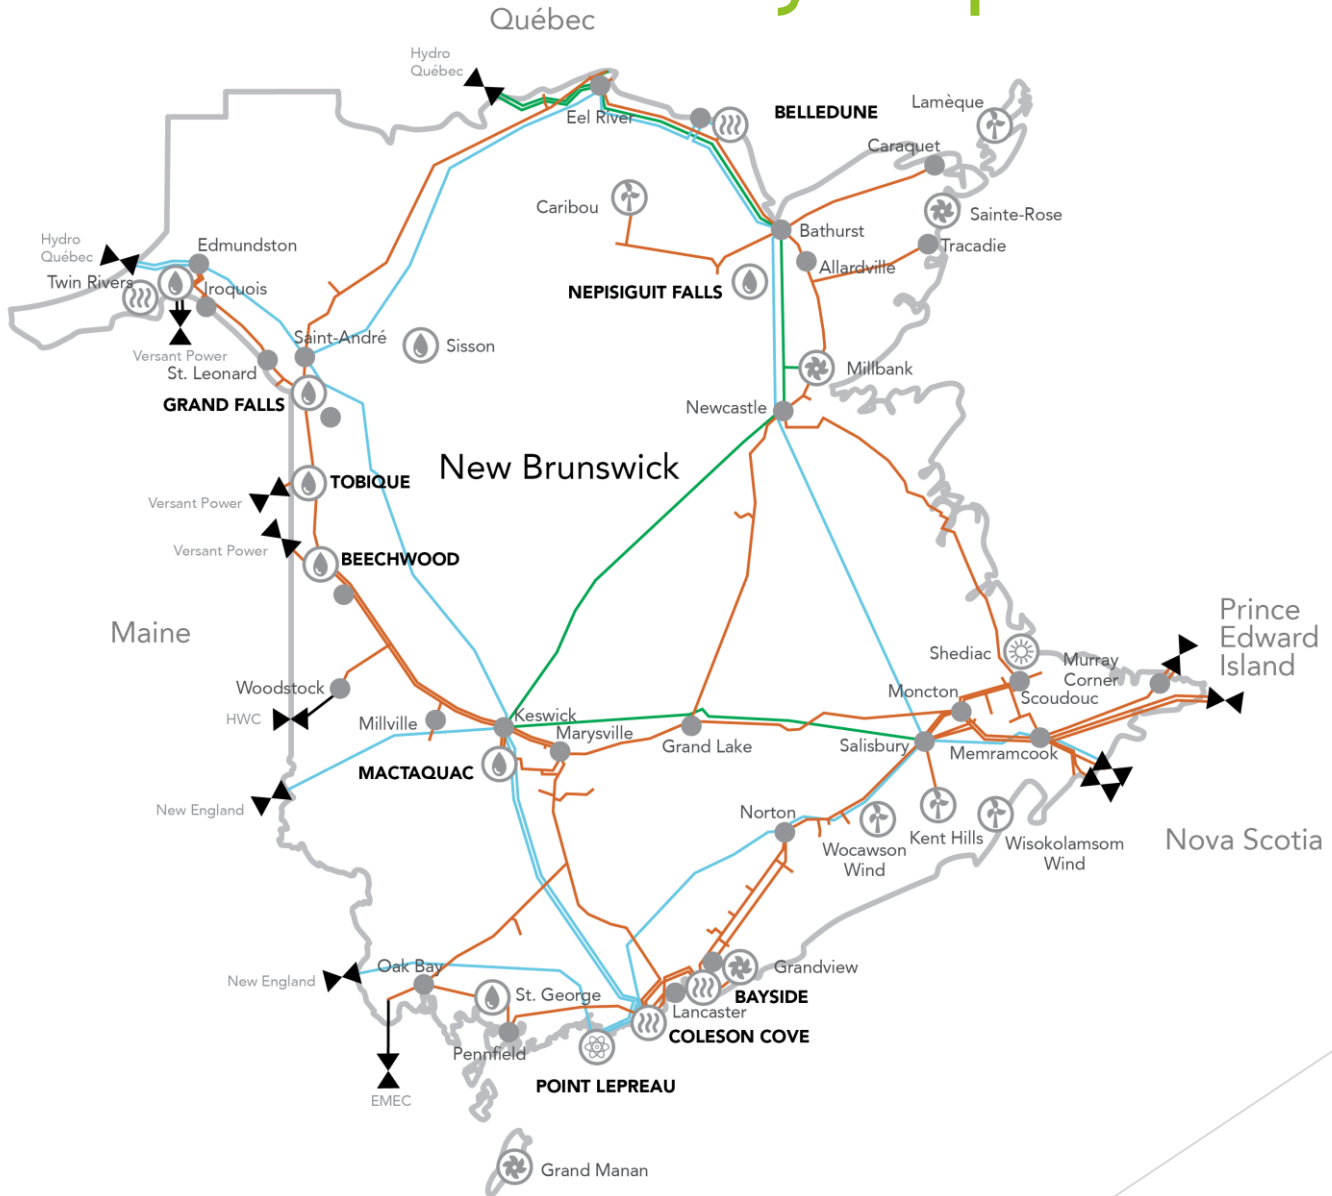 Québec
Hydro
Québec
Eel River
BELLEDUNE
Lamèque
Caraquet
Caribou
Sainte-Rose
Bathurst
Tracadie
Hydro
Québec
Edmundston
Allardville
Twin Rivers
Iroquois
NEPISIGUIT FALLS
Saint-André
Sisson
Versant Power
St. Leonard
Millbank
GRAND FALLS
Newcastle
New Brunswick
TOBIQUE
Versant Power
Versant Power
BEECHWOOD
Maine
Prince
Edward
Island
Shediac
Murray
Corner
Woodstock
Moncton
Scoudouc
HWC
Millville
Keswick
Marysville
Grand Lake
Salisbury
Memramcook
MACTAQUAC
New England
Norton
Kent Hills
Wocawson
Wind
Wisokolamsom
Wind
Nova Scotia
Oak Bay
Grandview
New England
St. George
BAYSIDE
Lancaster
COLESON COVE
Pennfield
POINT LEPREAU
EMEC
Grand Manan